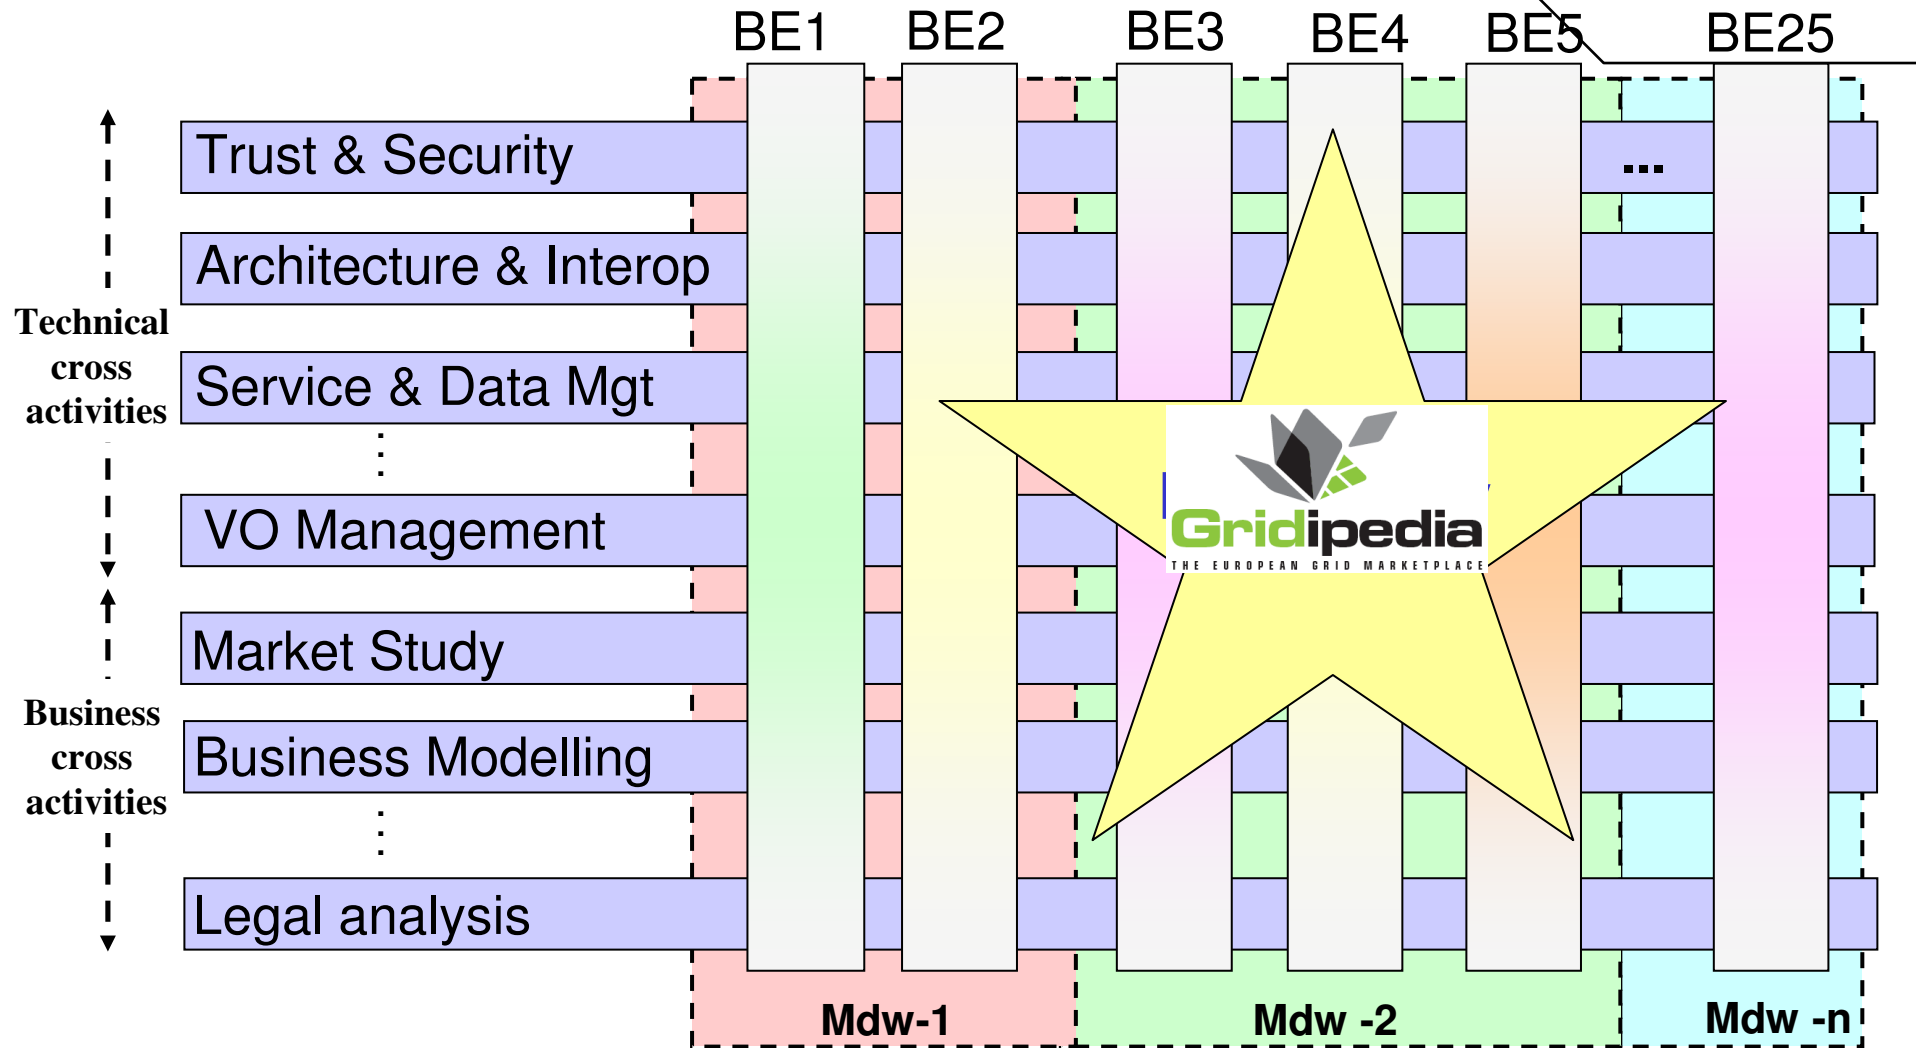 BE1 BE2 BE3 BE4 BE5 BE25
Trust & Security
...
Architecture & Interop
Technical
cross
activities
Service & Data Mgt
VO Management
Gridipedia
THE EUROPEAN GRID MARKETPLACE
Market Study
Business
cross
activities
Business Modelling
Legal analysis
Mdw-1 Mdw -2 Mdw -n